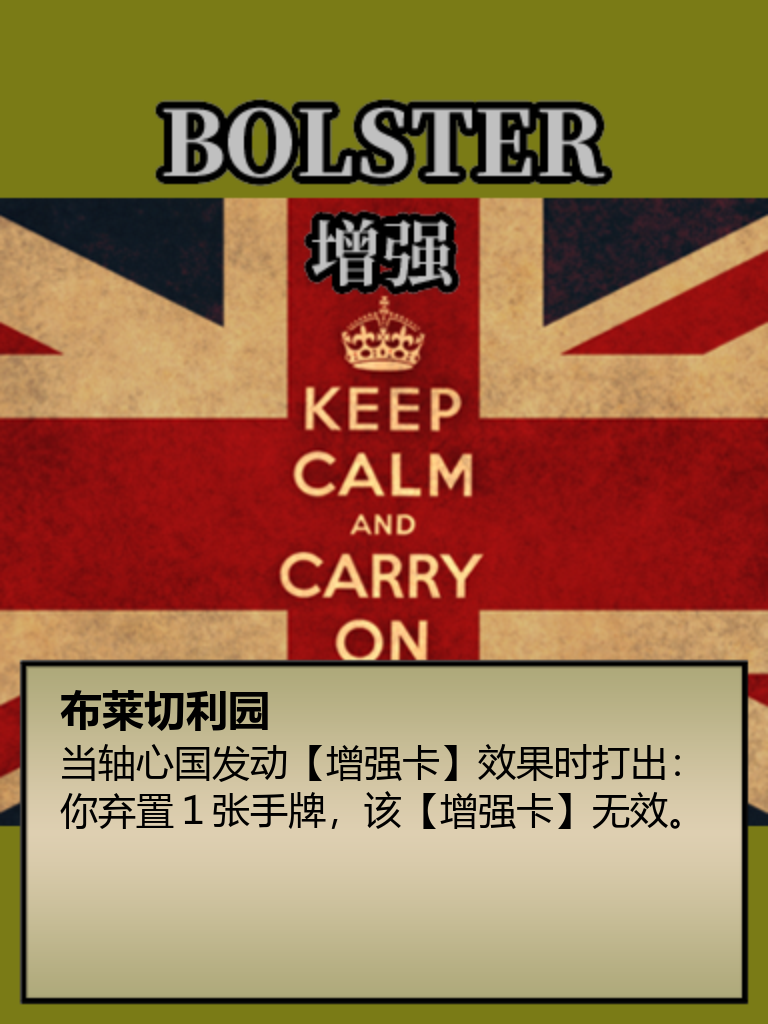 BOLSTER
增强
KEEP
CALM
AND
CARRY
ON
布莱切利园
当轴心国发动【增强卡】效果时打出：
你弃置1张手牌，该【增强卡】无效。